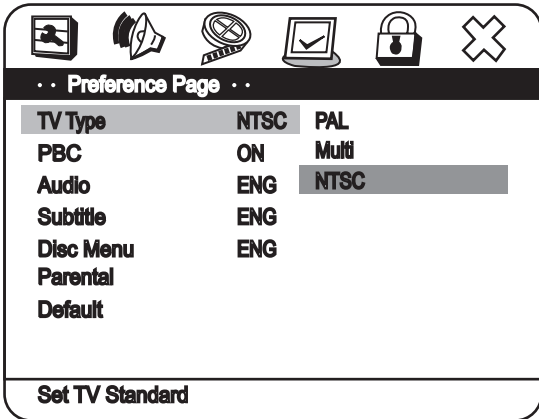 ·· Preference Page ··
TV Type NTSC PAL
PBC ON Multi
Audio ENG NTSC
Subtitle ENG
Disc Menu ENG
Parental
Default
Set TV Standard